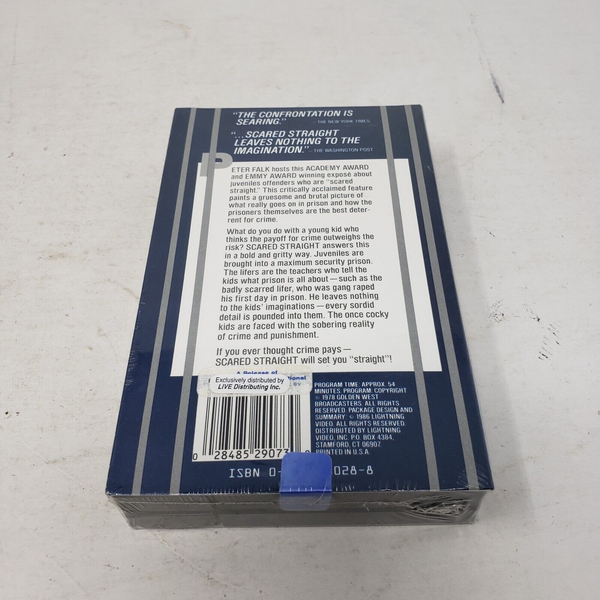 "THE CONFRONTATION IS
SEARING." - THE NEW YORK TIMES
"...SCARED STRAIGHT
LEAVES NOTHING TO THE
IMAGINATION." - THE WASHINGTON POST
PETER FALK hosts this ACADEMY AWARD
and EMMY AWARD winning exposé about
juveniles offenders who are "scared
straight." This critically acclaimed feature
paints a gruesome and brutal picture of
what really goes on in prison and how the
prisoners themselves are the best deter-
rent for crime.
What do you do with a young kid who
thinks the payoff for crime outweighs the
risk? SCARED STRAIGHT answers this
in a bold and gritty way. Juveniles are
brought into a maximum security prison.
The lifers are the teachers who tell the
kids what prison is all about — such as the
badly scarred lifer, who was gang raped
his first day in prison. He leaves nothing
to the kids' imaginations — every sordid
detail is pounded into them. The once cocky
kids are faced with the sobering reality
of crime and punishment.
If you ever thought crime pays —
SCARED STRAIGHT will set you "straight"!
A Release of
Exclusively distributed by
LIVE Distributing Inc.
BY
PROGRAM TIME: APPROX. 54
MINUTES. PROGRAM: COPYRIGHT
© 1978 GOLDEN WEST
BROADCASTERS. ALL RIGHTS
RESERVED. PACKAGE DESIGN AND
SUMMARY: © 1986 LIGHTNING
VIDEO. ALL RIGHTS RESERVED.
DISTRIBUTED BY LIGHTNING
VIDEO, INC. P.O. BOX 4384,
STAMFORD, CT 06907.
PRINTED IN U.S.A.
0 28485 29073
ISBN 0- 028-8